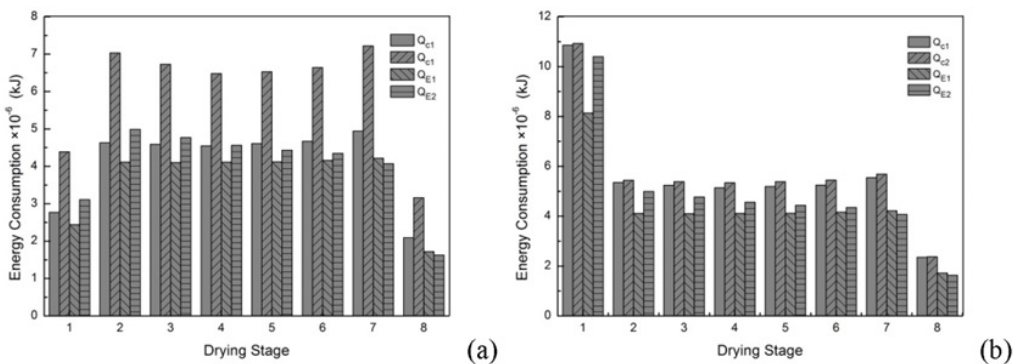 8
7
6
5
4
3
2
1
0
Energy Consumption ×10⁻⁶ (kJ)
Q_c1
Q_c1
Q_E1
Q_E2
1 2 3 4 5 6 7 8
Drying Stage
(a)
12
10
8
6
4
2
0
Energy Consumption ×10⁻⁶ (kJ)
Q_c1
Q_c2
Q_E1
Q_E2
1 2 3 4 5 6 7 8
Drying Stage
(b)